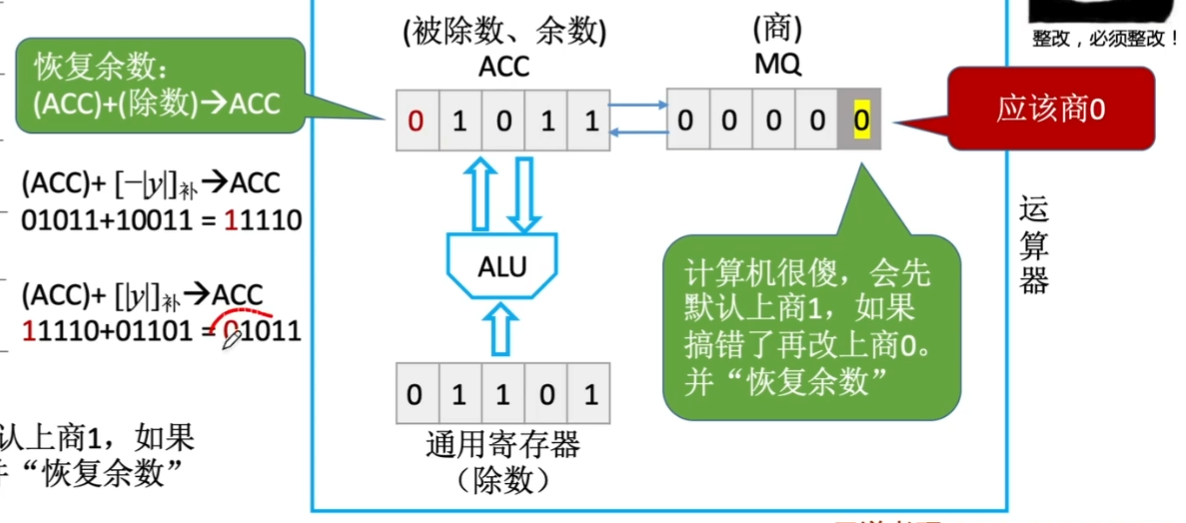 (被除数、余数)
ACC
(商)
MQ
整改，必须整改！
恢复余数：
(ACC)+(除数)→ACC
0 1 0 1 1
0 0 0 0 0
应该商0
(ACC)+ [−|y|]补→ACC
01011+10011 = 11110
(ACC)+ [|y|]补→ACC
11110+01101 = 01011
ALU
计算机很傻，会先
默认上商1，如果
搞错了再改上商0。
并“恢复余数”
运
算
器
0 1 1 0 1
通用寄存器
（除数）
认上商1，如果
“恢复余数”